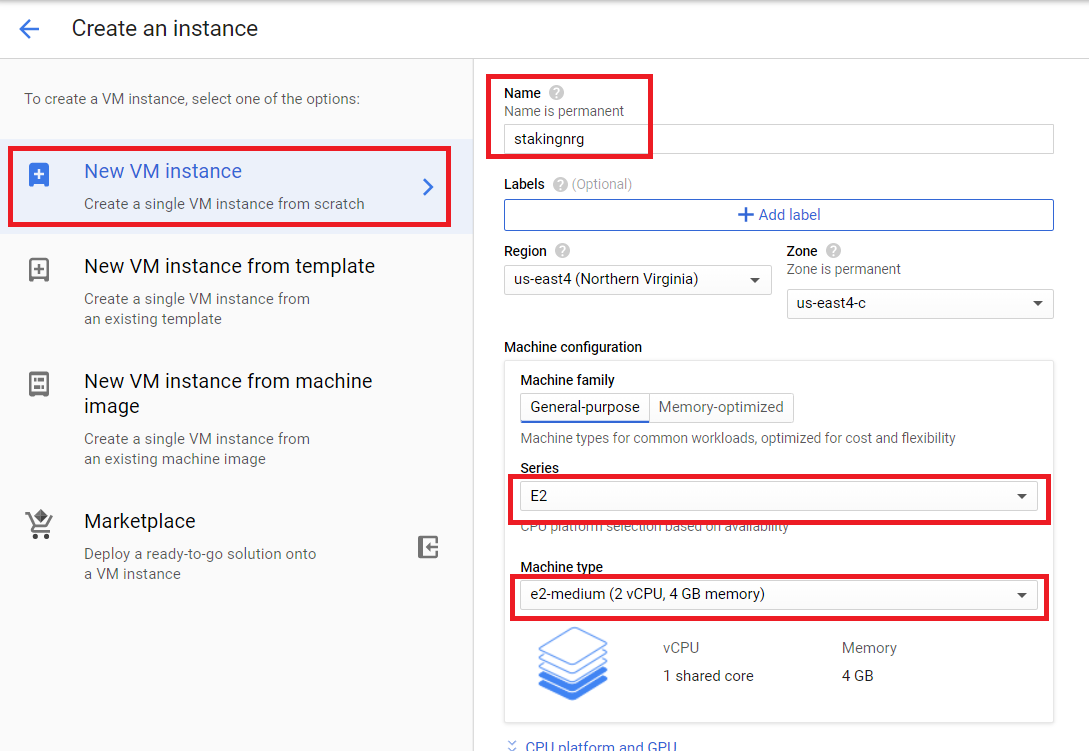 Create an instance
To create a VM instance, select one of the options:
New VM instance
Create a single VM instance from scratch
New VM instance from template
Create a single VM instance from
an existing template
New VM instance from machine
image
Create a single VM instance from
an existing machine image
Marketplace
Deploy a ready-to-go solution onto
a VM instance
Name ?
Name is permanent
stakingnrg
Labels ? (Optional)
+ Add label
Region ?
us-east4 (Northern Virginia)
Zone ?
Zone is permanent
us-east4-c
Machine configuration
Machine family
General-purpose
Memory-optimized
Machine types for common workloads, optimized for cost and flexibility
Series
E2
CPU platform selection based on availability
Machine type
e2-medium (2 vCPU, 4 GB memory)
vCPU
1 shared core
Memory
4 GB
CPU platform and GPU